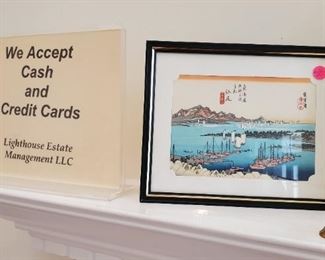 We Accept
Cash
and
Credit Cards
Lighthouse Estate
Management LLC